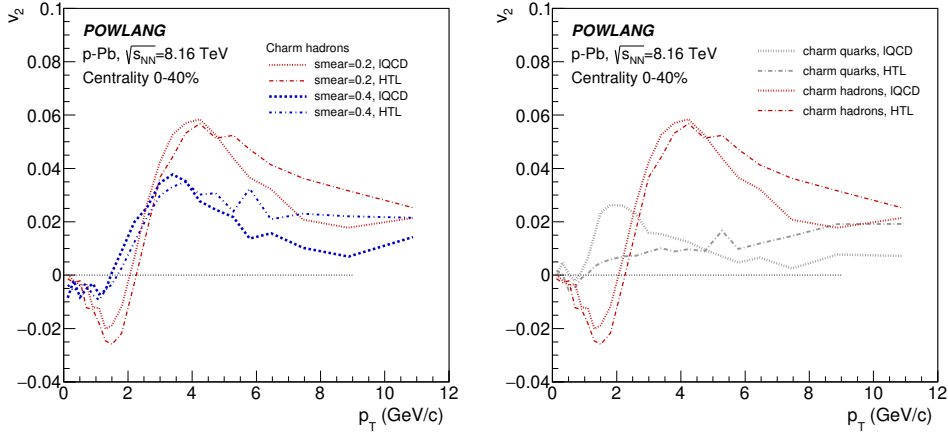 v₂
0.1
0.08
0.06
0.04
0.02
0
−0.02
−0.04
POWLANG
p-Pb, √s_NN=8.16 TeV
Centrality 0-40%
Charm hadrons
smear=0.2, lQCD
smear=0.2, HTL
smear=0.4, lQCD
smear=0.4, HTL
0 2 4 6 8 10 12
p_T (GeV/c)
v₂
0.1
0.08
0.06
0.04
0.02
0
−0.02
−0.04
POWLANG
p-Pb, √s_NN=8.16 TeV
Centrality 0-40%
charm quarks, lQCD
charm quarks, HTL
charm hadrons, lQCD
charm hadrons, HTL
0 2 4 6 8 10 12
p_T (GeV/c)